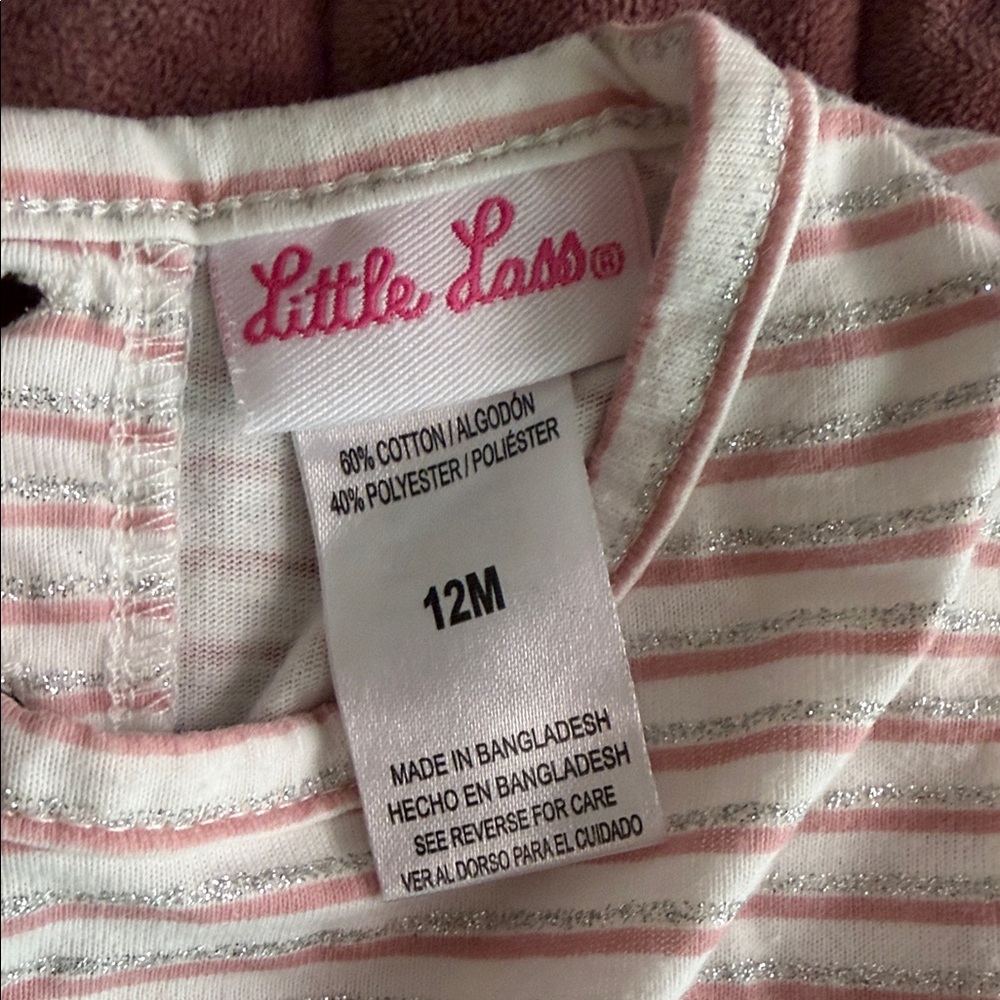 Little Lass®
60% COTTON / ALGODÓN
40% POLYESTER / POLIÉSTER
12M
MADE IN BANGLADESH
HECHO EN BANGLADESH
SEE REVERSE FOR CARE
VER AL DORSO PARA EL CUIDADO